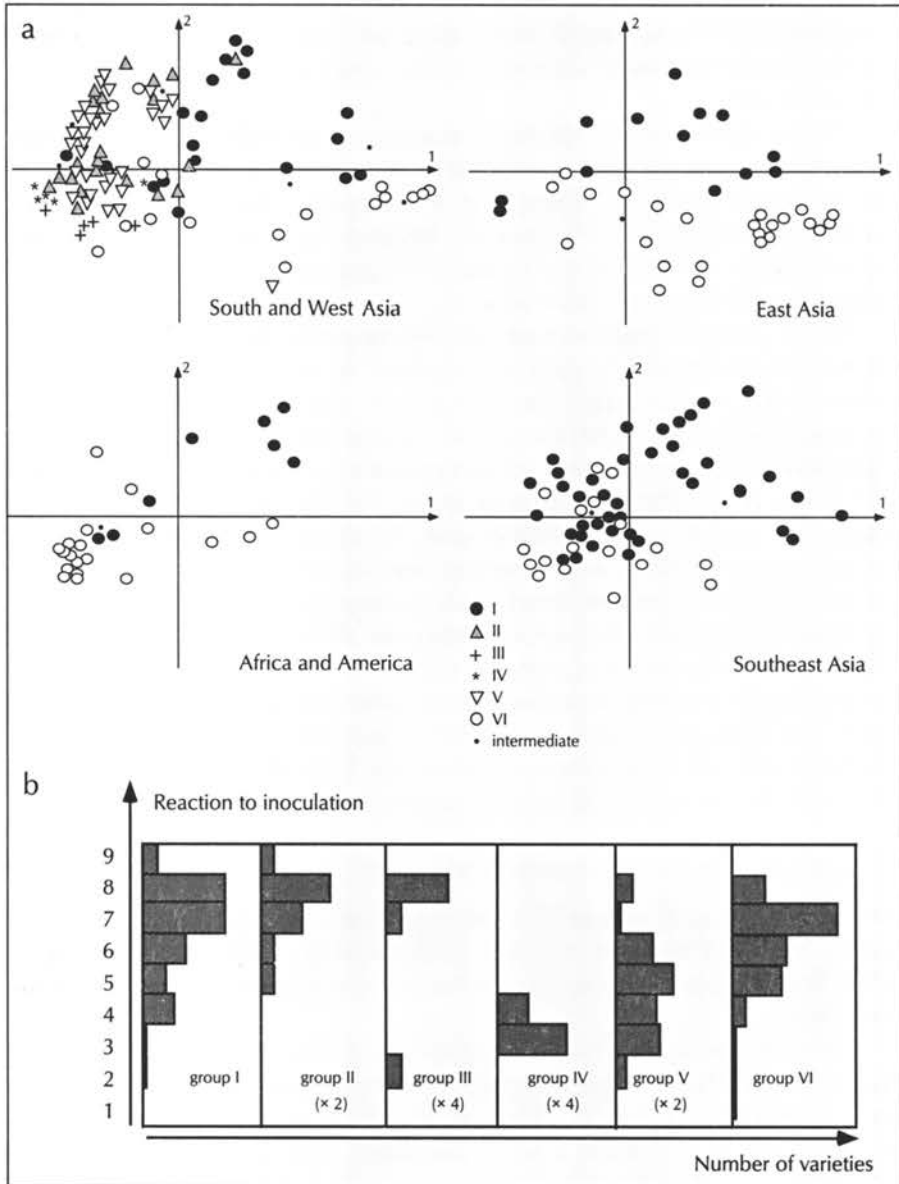 a
2
1
South and West Asia
2
1
East Asia
2
1
Africa and America
2
1
Southeast Asia
I
II
III
IV
V
VI
intermediate
b
Reaction to inoculation
9
8
7
6
5
4
3
2
1
group I
group II
(× 2)
group III
(× 4)
group IV
(× 4)
group V
(× 2)
group VI
Number of varieties